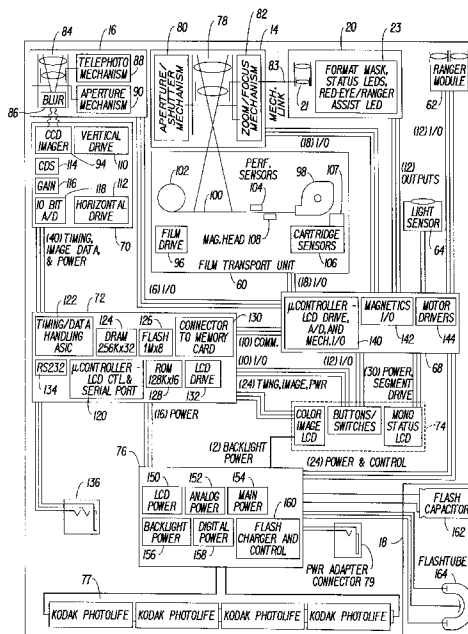 84
16
80
78
82
14
20
23
TELEPHOTO
MECHANISM
88
APERTURE
MECHANISM
90
BLUR
86
APERTURE/
SHUTTER
MECHANISM
ZOOM/FOCUS
MECHANISM
83
MECH.
LINK
21
FORMAT MASK,
STATUS LEDS,
RED-EYE/RANGER
ASSIST LED
RANGER
MODULE
62
(12) I/O
(18) I/O
(12)
OUTPUTS
LIGHT
SENSOR
64
CCD
IMAGER
94
VERTICAL
DRIVE
110
CDS
114
GAIN
116
118
10 BIT
A/D
112
HORIZONTAL
DRIVE
70
102
PERF.
SENSORS
104
98
107
100
FILM
DRIVE
96
MAG. HEAD
108
CARTRIDGE
SENSORS
106
FILM TRANSPORT UNIT
60
(40) TIMING,
IMAGE DATA,
& POWER
(6) I/O
(18) I/O
122
72
TIMING/DATA
HANDLING
ASIC
124
DRAM
256KX32
126
FLASH
1MX8
130
CONNECTOR
TO MEMORY
CARD
RS232
134
μCONTROLLER -
LCD CTL. &
SERIAL PORT
120
ROM
128KX16
128
LCD
DRIVE
132
(10) COMM.
(10) I/O
(12) I/O
(24) TMNG, IMAGE, PWR
μCONTROLLER -
LCD DRIVE,
A/D, AND
MECH. I/O
140
MAGNETICS
I/O
142
MOTOR
DRIVERS
144
68
(30) POWER,
SEGMENT
DRIVE
74
COLOR
IMAGE
LCD
BUTTONS/
SWITCHES
MONO
STATUS
LCD
(16) POWER
(2) BACKLIGHT
POWER
(24) POWER & CONTROL
76
150
LCD
POWER
152
ANALOG
POWER
154
MAIN
POWER
160
BACKLIGHT
POWER
156
DIGITAL
POWER
158
FLASH
CHARGER AND
CONTROL
136
18
FLASH
CAPACITOR
162
FLASHTUBE
164
PWR ADAPTER
CONNECTOR 79
77
KODAK PHOTOLIFE
KODAK PHOTOLIFE
KODAK PHOTOLIFE
KODAK PHOTOLIFE